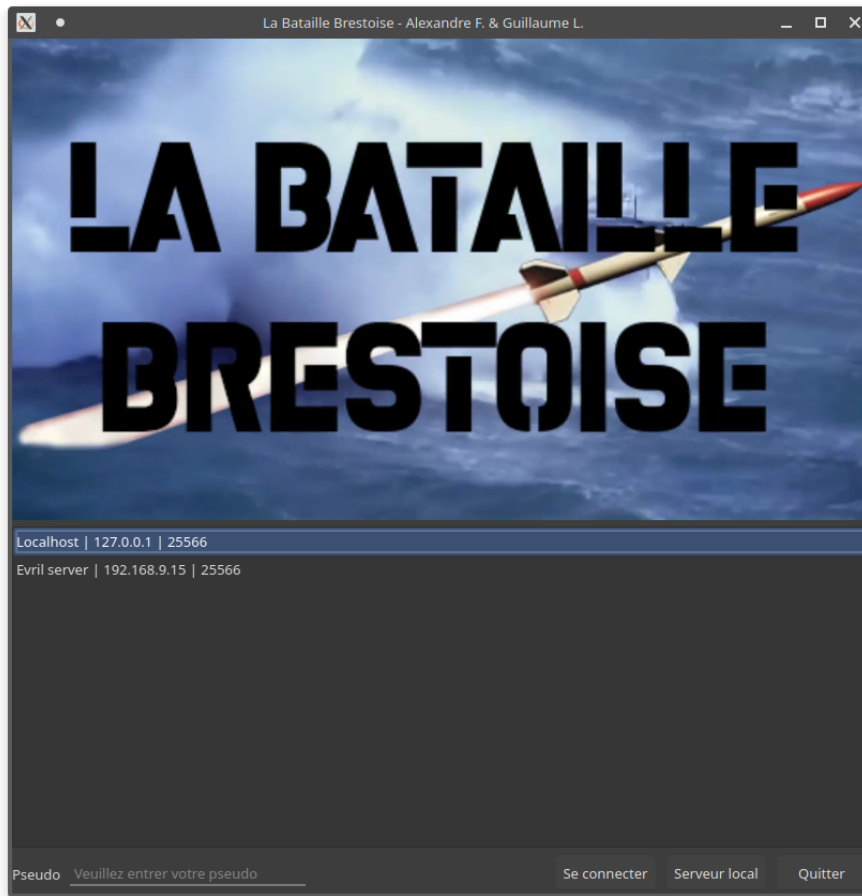 La Bataille Brestoise - Alexandre F. & Guillaume L.
LA BATAILLE
BRESTOISE
Localhost | 127.0.0.1 | 25566
Evril server | 192.168.9.15 | 25566
Pseudo Veuillez entrer votre pseudo Se connecter Serveur local Quitter